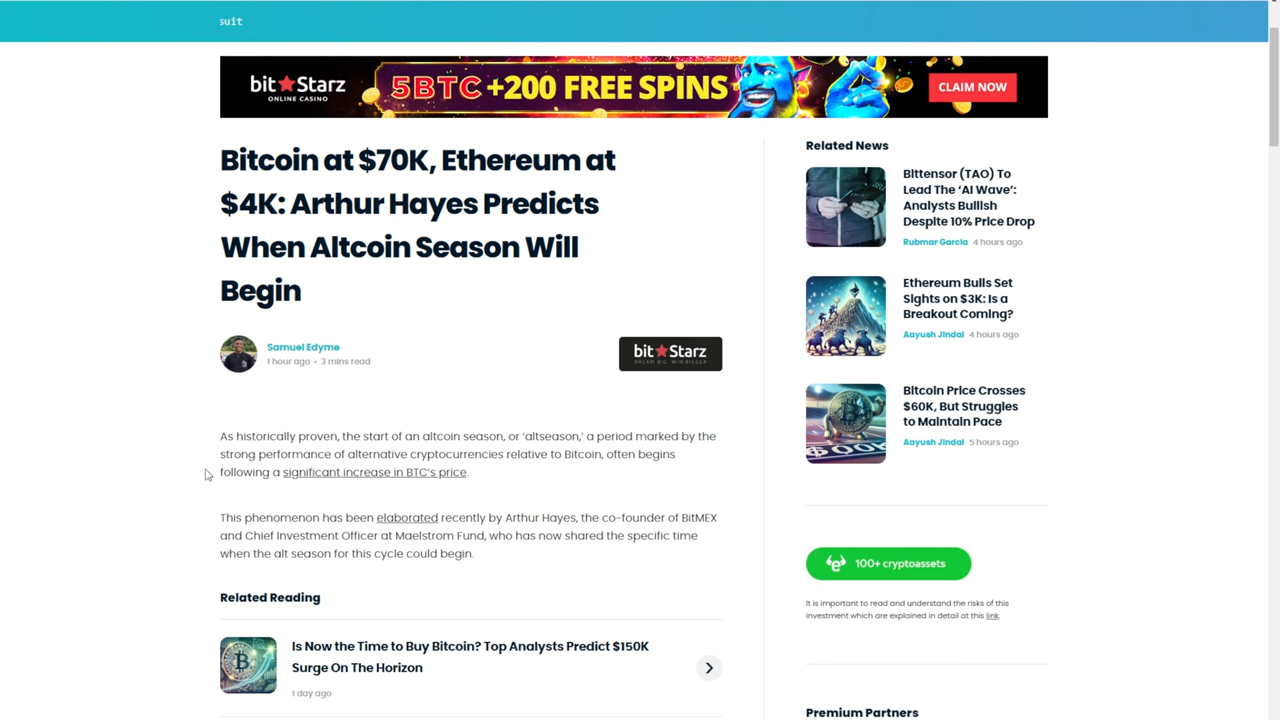 suit
bit★Starz
ONLINE CASINO
5BTC +200 FREE SPINS
CLAIM NOW
Bitcoin at $70K, Ethereum at
$4K: Arthur Hayes Predicts
When Altcoin Season Will
Begin
Samuel Edyme
1 hour ago • 3 mins read
bit★Starz
DREAM BIG. WIN BIGGER
As historically proven, the start of an altcoin season, or ‘altseason,’ a period marked by the
strong performance of alternative cryptocurrencies relative to Bitcoin, often begins
following a significant increase in BTC’s price.
This phenomenon has been elaborated recently by Arthur Hayes, the co-founder of BitMEX
and Chief Investment Officer at Maelstrom Fund, who has now shared the specific time
when the alt season for this cycle could begin.
Related Reading
Is Now the Time to Buy Bitcoin? Top Analysts Predict $150K
Surge On The Horizon
1 day ago
Related News
Bittensor (TAO) To
Lead The ‘AI Wave’:
Analysts Bullish
Despite 10% Price Drop
Rubmar Garcia 4 hours ago
Ethereum Bulls Set
Sights on $3K: Is a
Breakout Coming?
Aayush Jindal 4 hours ago
Bitcoin Price Crosses
$60K, But Struggles
to Maintain Pace
Aayush Jindal 5 hours ago
100+ cryptoassets
It is important to read and understand the risks of this
investment which are explained in detail at this link.
Premium Partners